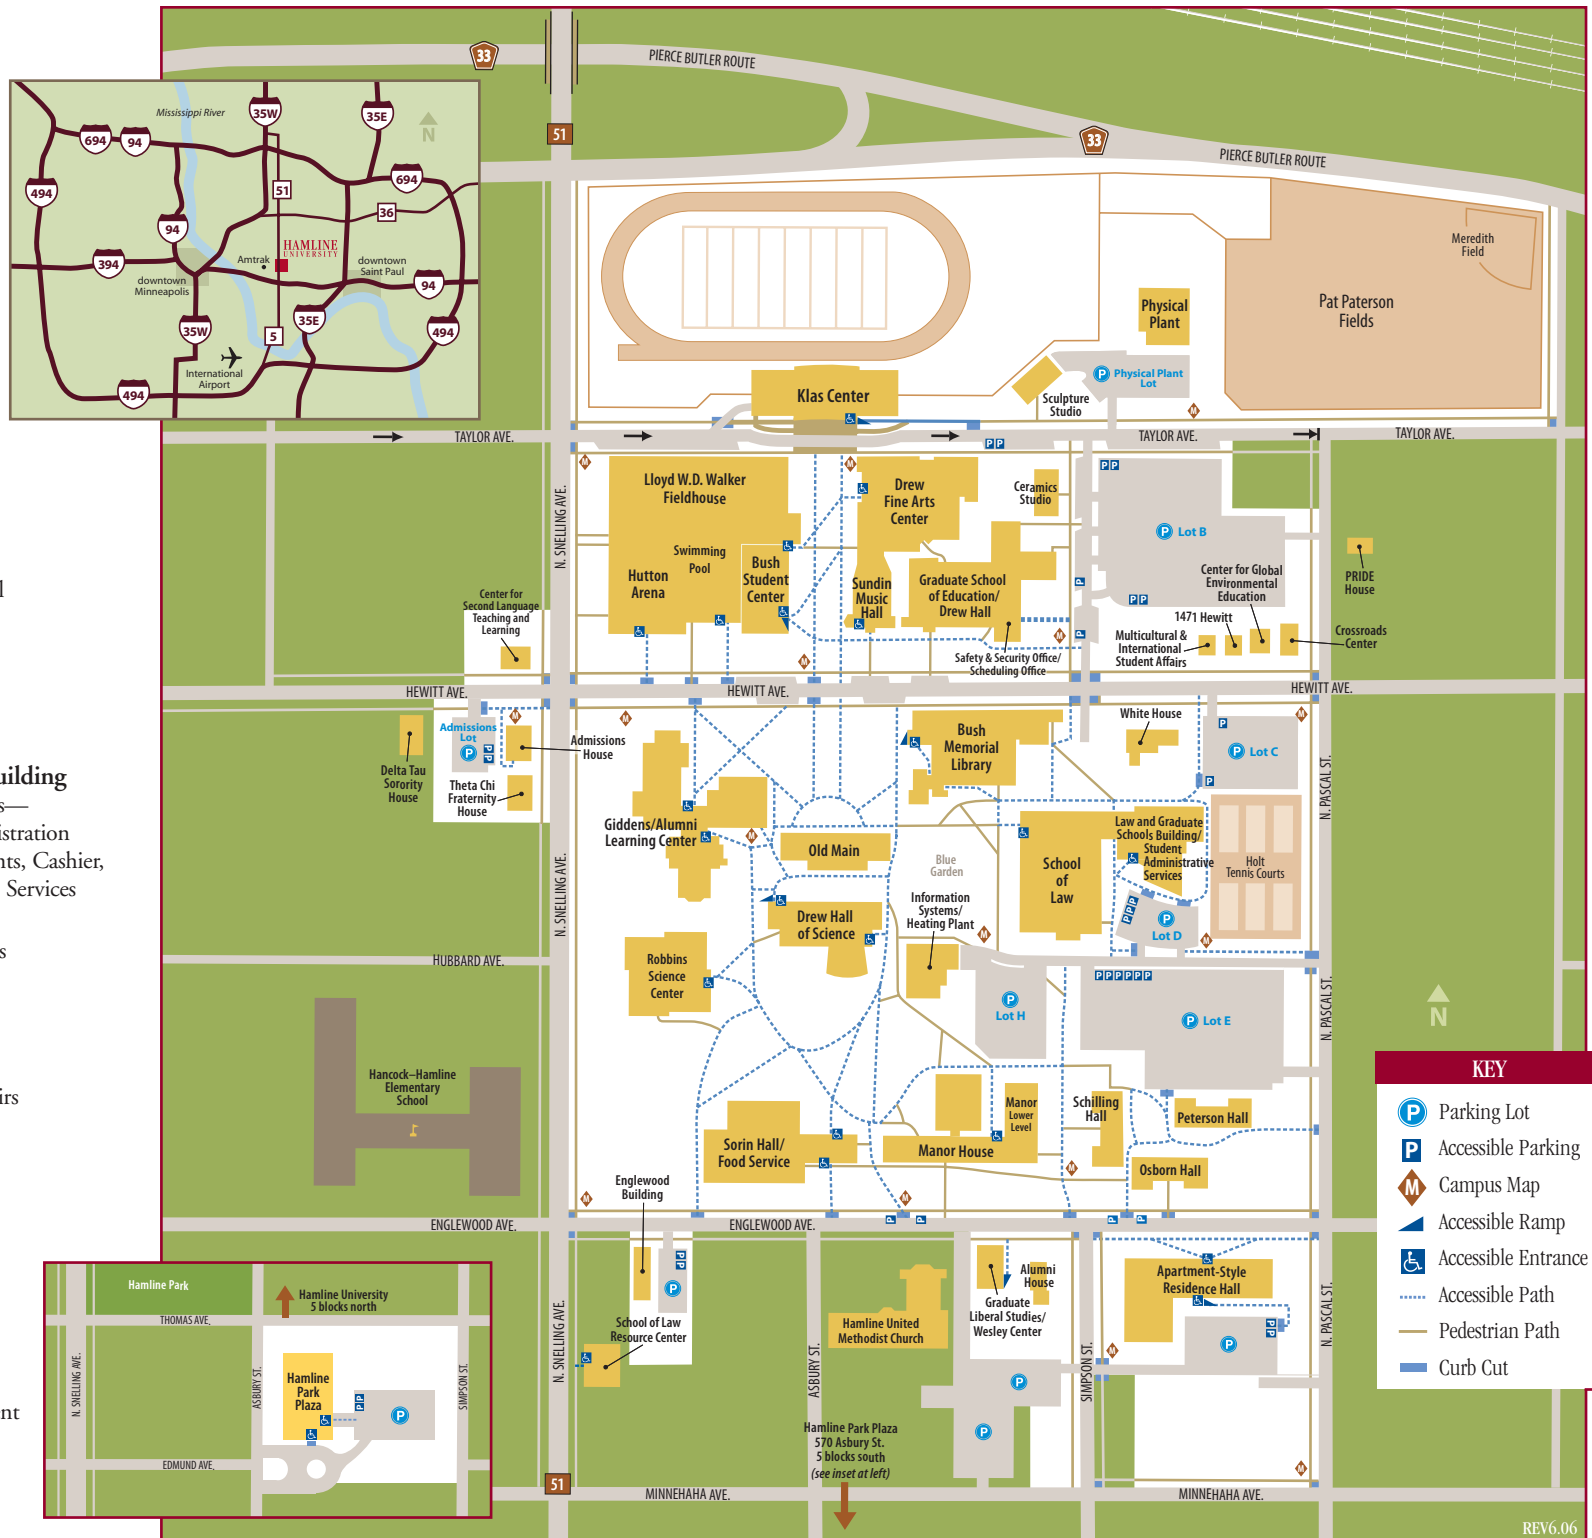 33
PIERCE BUTLER ROUTE
51
33
PIERCE BUTLER ROUTE
Mississippi River
35W
35E
N
694
94
494
51
694
36
94
HAMLINE
UNIVERSITY
394
Amtrak
downtown
Minneapolis
downtown
Saint Paul
94
35W
35E
5
494
International
Airport
494
Meredith
Field
Pat Paterson
Fields
Physical
Plant
P Physical Plant
Lot
Sculpture
Studio
M
Klas Center
TAYLOR AVE.
TAYLOR AVE.
TAYLOR AVE.
P P
M
M
P P
Lloyd W.D. Walker
Fieldhouse
Swimming
Pool
Hutton
Arena
Bush
Student
Center
Drew
Fine Arts
Center
Ceramics
Studio
P Lot B
Sundin
Music
Hall
Graduate School
of Education/
Drew Hall
P
P P
P
Center for Global
Environmental
Education
PRIDE
House
N. SNELLING AVE.
Center for
Second Language
Teaching and
Learning
M
M
Safety & Security Office/
Scheduling Office
1471 Hewitt
Multicultural &
International
Student Affairs
Crossroads
Center
HEWITT AVE.
HEWITT AVE.
HEWITT AVE.
Admissions
Lot
P
P P
M
M
Admissions
House
Delta Tau
Sorority
House
Theta Chi
Fraternity
House
Bush
Memorial
Library
White House
P
P Lot C
P
M
N. PASCAL ST.
Giddens/Alumni
Learning Center
M
Old Main
Blue
Garden
School
of
Law
Law and Graduate
Schools Building/
Student
Administrative
Services
Holt
Tennis Courts
N. SNELLING AVE.
Information
Systems/
Heating Plant
Drew Hall
of Science
M
P P P
P
Lot D
M
HUBBARD AVE.
Robbins
Science
Center
P P P P P P
P
Lot H
P Lot E
N. PASCAL ST.
N
Hancock–Hamline
Elementary
School
Manor
Lower
Level
Schilling
Hall
Peterson Hall
Sorin Hall/
Food Service
Manor House
Osborn Hall
M
Englewood
Building
M
M
P
P
P
P
ENGLEWOOD AVE.
ENGLEWOOD AVE.
P P
P
Alumni
House
Graduate
Liberal Studies/
Wesley Center
Apartment-Style
Residence Hall
P P
P
School of Law
Resource Center
Hamline United
Methodist Church
N. SNELLING AVE.
ASBURY ST.
SIMPSON ST.
N. PASCAL ST.
M
P
P
M
Hamline Park Plaza
570 Asbury St.
5 blocks south
(see inset at left)
51
MINNEHAHA AVE.
MINNEHAHA AVE.
Hamline Park
Hamline University
5 blocks north
THOMAS AVE.
N. SNELLING AVE.
ASBURY ST.
SIMPSON ST.
Hamline
Park
Plaza
P P
P
EDMUND AVE.
KEY
P Parking Lot
P Accessible Parking
M Campus Map
Accessible Ramp
Accessible Entrance
Accessible Path
Pedestrian Path
Curb Cut
REV6.06
l
uilding
s—
istration
nts, Cashier,
Services
s
irs
ent